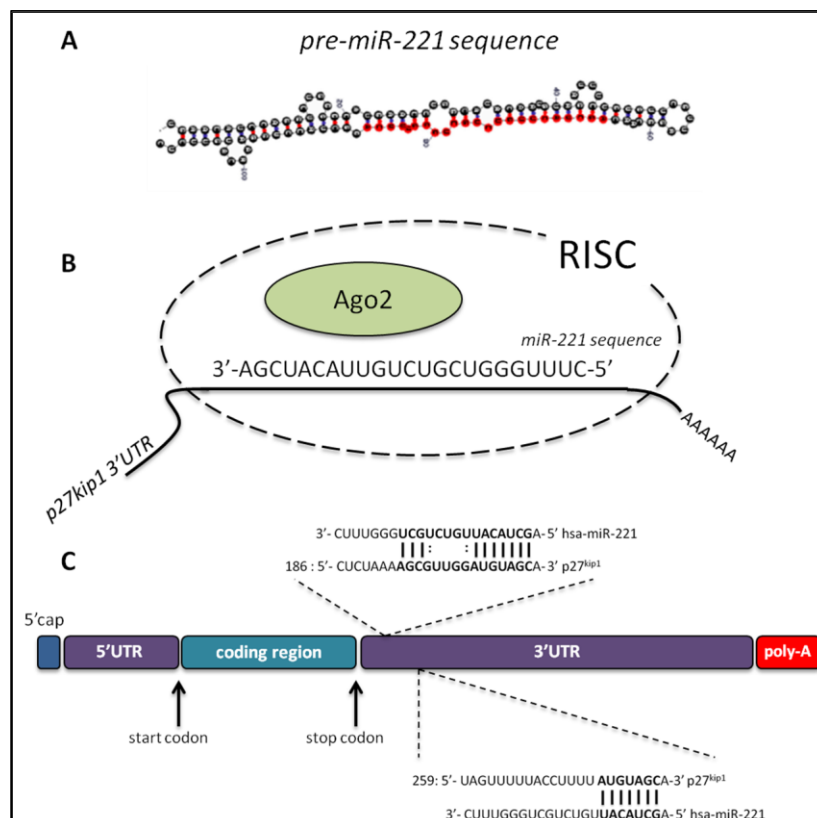 A
pre-miR-221 sequence
B
RISC
Ago2
miR-221 sequence
3’-AGCUACAUUGUCUGCUGGGUUUC-5’
p27kip1 3’UTR
AAAAAA
3’- CUUUGGGUCGUCUGUUACAUCGA- 5’ hsa-miR-221
C
186 : 5’- CUCUAAAAGCGUUGGAUGUAGCA- 3’ p27kip1
5’cap
5’UTR
coding region
3’UTR
poly-A
start codon
stop codon
259: 5’- UAGUUUUUACCUUUU AUGUAGCA-3’ p27kip1
3’- CUUUGGGUCGUCUGUUACAUCGA- 5’ hsa-miR-221